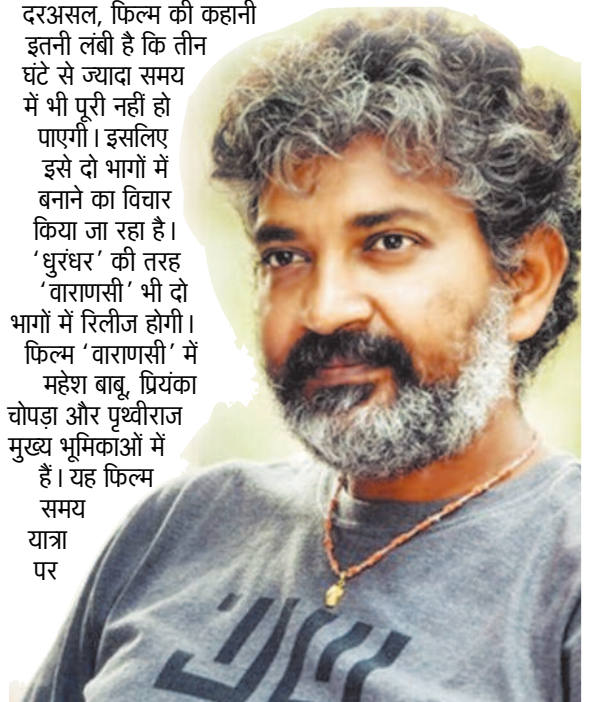 दरअसल, फिल्म की कहानी
इतनी लंबी है कि तीन
घंटे से ज्यादा समय
में भी पूरी नहीं हो
पाएगी। इसलिए
इसे दो भागों में
बनाने का विचार
किया जा रहा है।
‘धुरंधर’ की तरह
‘वाराणसी’ भी दो
भागों में रिलीज होगी।
फिल्म ‘वाराणसी’ में
महेश बाबू, प्रियंका
चोपड़ा और पृथ्वीराज
मुख्य भूमिकाओं में
हैं। यह फिल्म
समय
यात्रा
पर